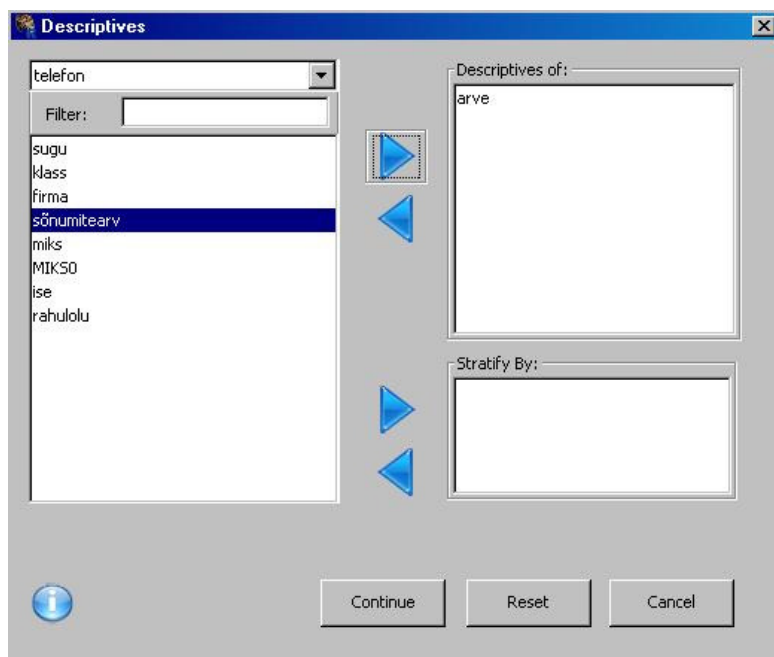 Descriptives
telefon
Filter:
sugu
klass
firma
sõnumitearv
miks
MIKS0
ise
rahulolu
Descriptives of:
arve
Stratify By:
Continue
Reset
Cancel